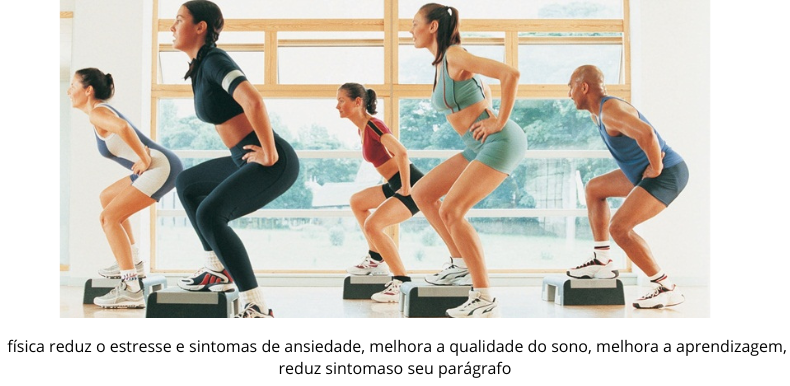 física reduz o estresse e sintomas de ansiedade, melhora a qualidade do sono, melhora a aprendizagem,
reduz sintomaso seu parágrafo